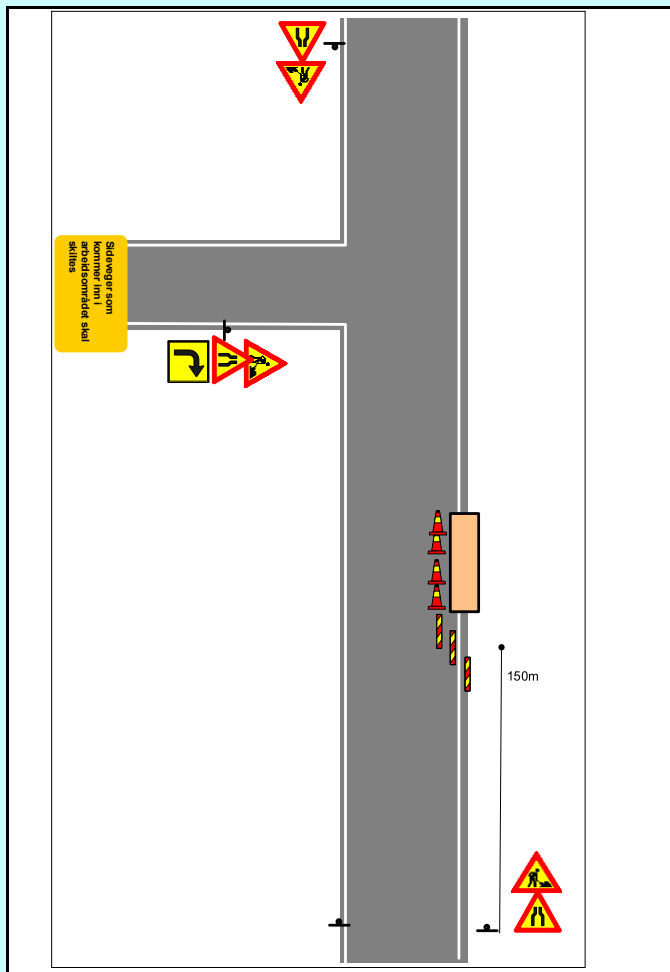 Sideveger som
kommer inn i
arbeidsområdet skal
skiltes
150m